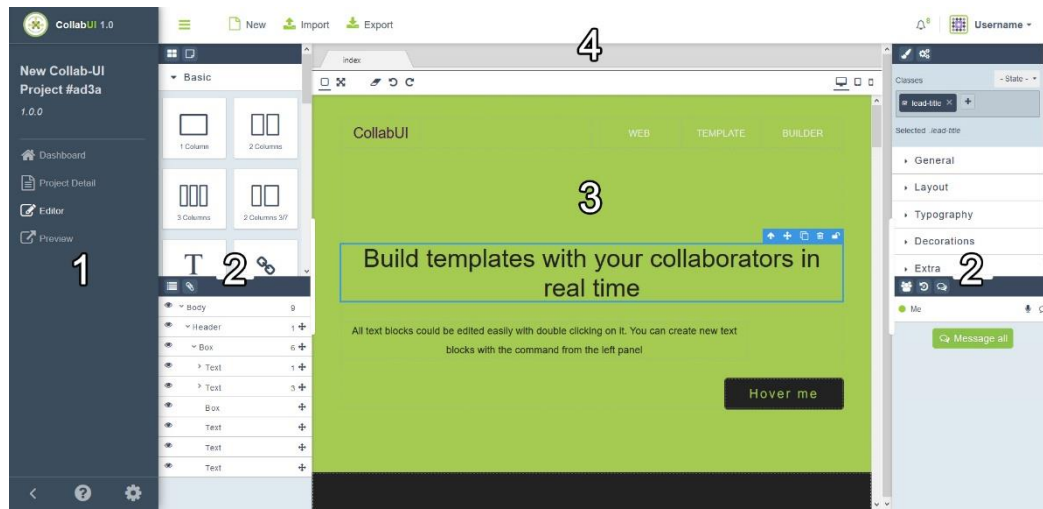 CollabUI 1.0
New
Import
Export
8
Username
New Collab-UI
Project #ad3a
1.0.0
Dashboard
Project Detail
Editor
Preview
1
Basic
1 Column
2 Columns
3 Columns
2 Columns 3/7
T
2
Body 9
Header 1
Box 6
Text 1
Text 3
Box
Text
Text
Text
index
4
CollabUI
WEB
TEMPLATE
BUILDER
3
Build templates with your collaborators in
real time
All text blocks could be edited easily with double clicking on it. You can create new text
blocks with the command from the left panel
Hover me
Classes
- State -
lead-title
Selected .lead-title
General
Layout
Typography
Decorations
Extra
2
Me
Message all